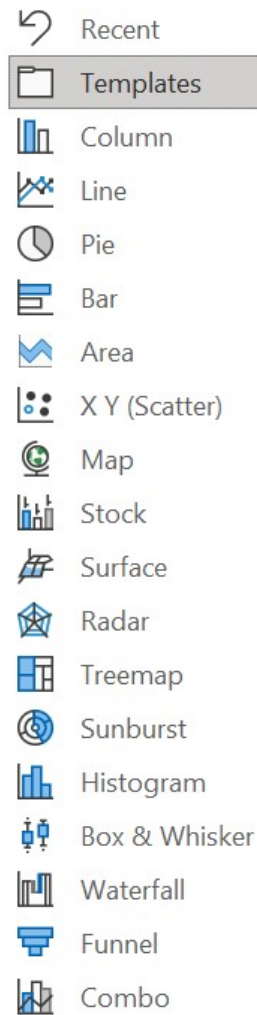 Recent
Templates
Column
Line
Pie
Bar
Area
X Y (Scatter)
Map
Stock
Surface
Radar
Treemap
Sunburst
Histogram
Box & Whisker
Waterfall
Funnel
Combo